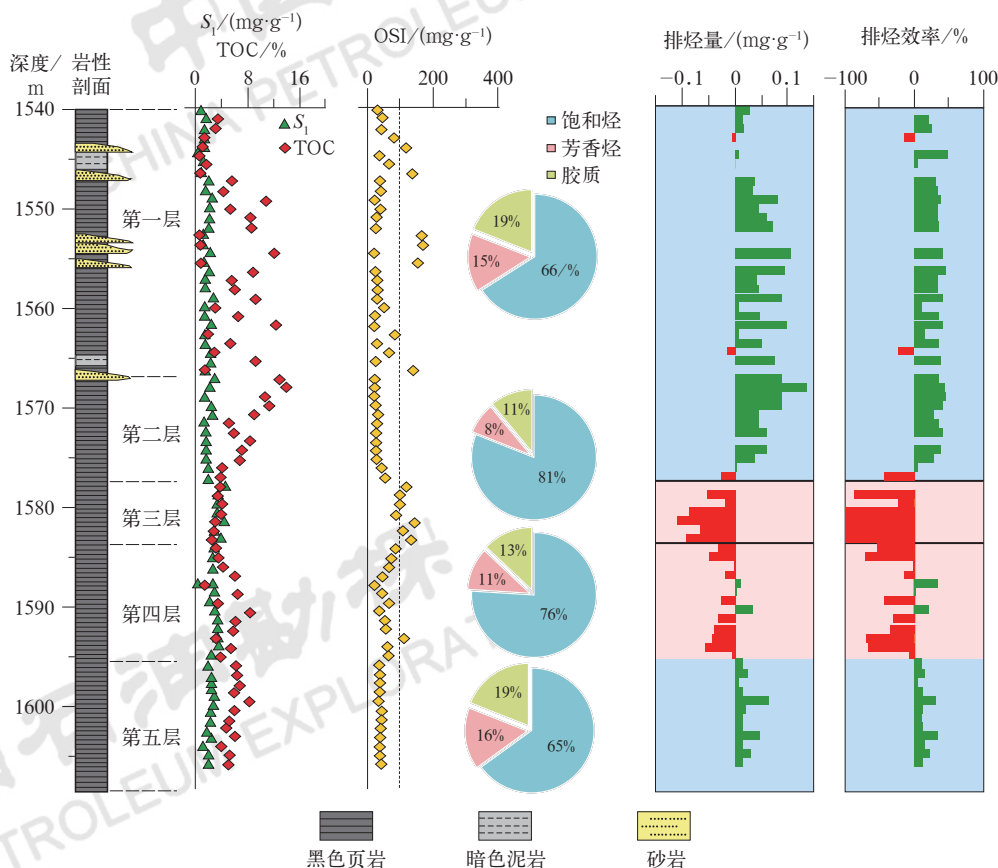 S₁/(mg·g⁻¹)
TOC/%
OSI/(mg·g⁻¹)
排烃量/(mg·g⁻¹)
排烃效率/%
深度/
m
岩性
剖面
0 8 16
0 200 400
−0.1 0 0.1
−100 0 100
S₁
TOC
饱和烃
芳香烃
胶质
1540
1550
1560
1570
1580
1590
1600
第一层
第二层
第三层
第四层
第五层
19%
15%
66/%
11%
8%
81%
13%
11%
76%
19%
16%
65%
黑色页岩
暗色泥岩
砂岩
CHINA PETROLEUM
PETROLEUM EXPLORATION